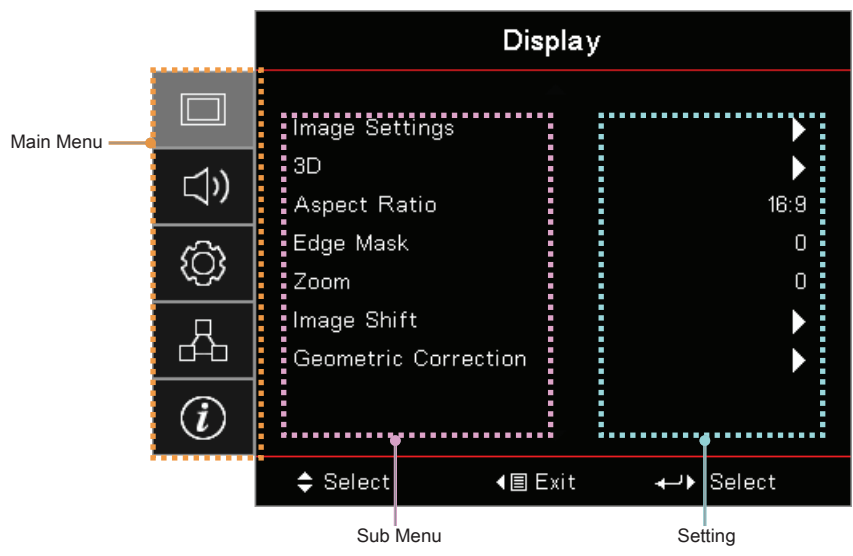 Display
Main Menu
Image Settings
3D
Aspect Ratio 16:9
Edge Mask 0
Zoom 0
Image Shift
Geometric Correction
i
Select Exit Select
Sub Menu Setting